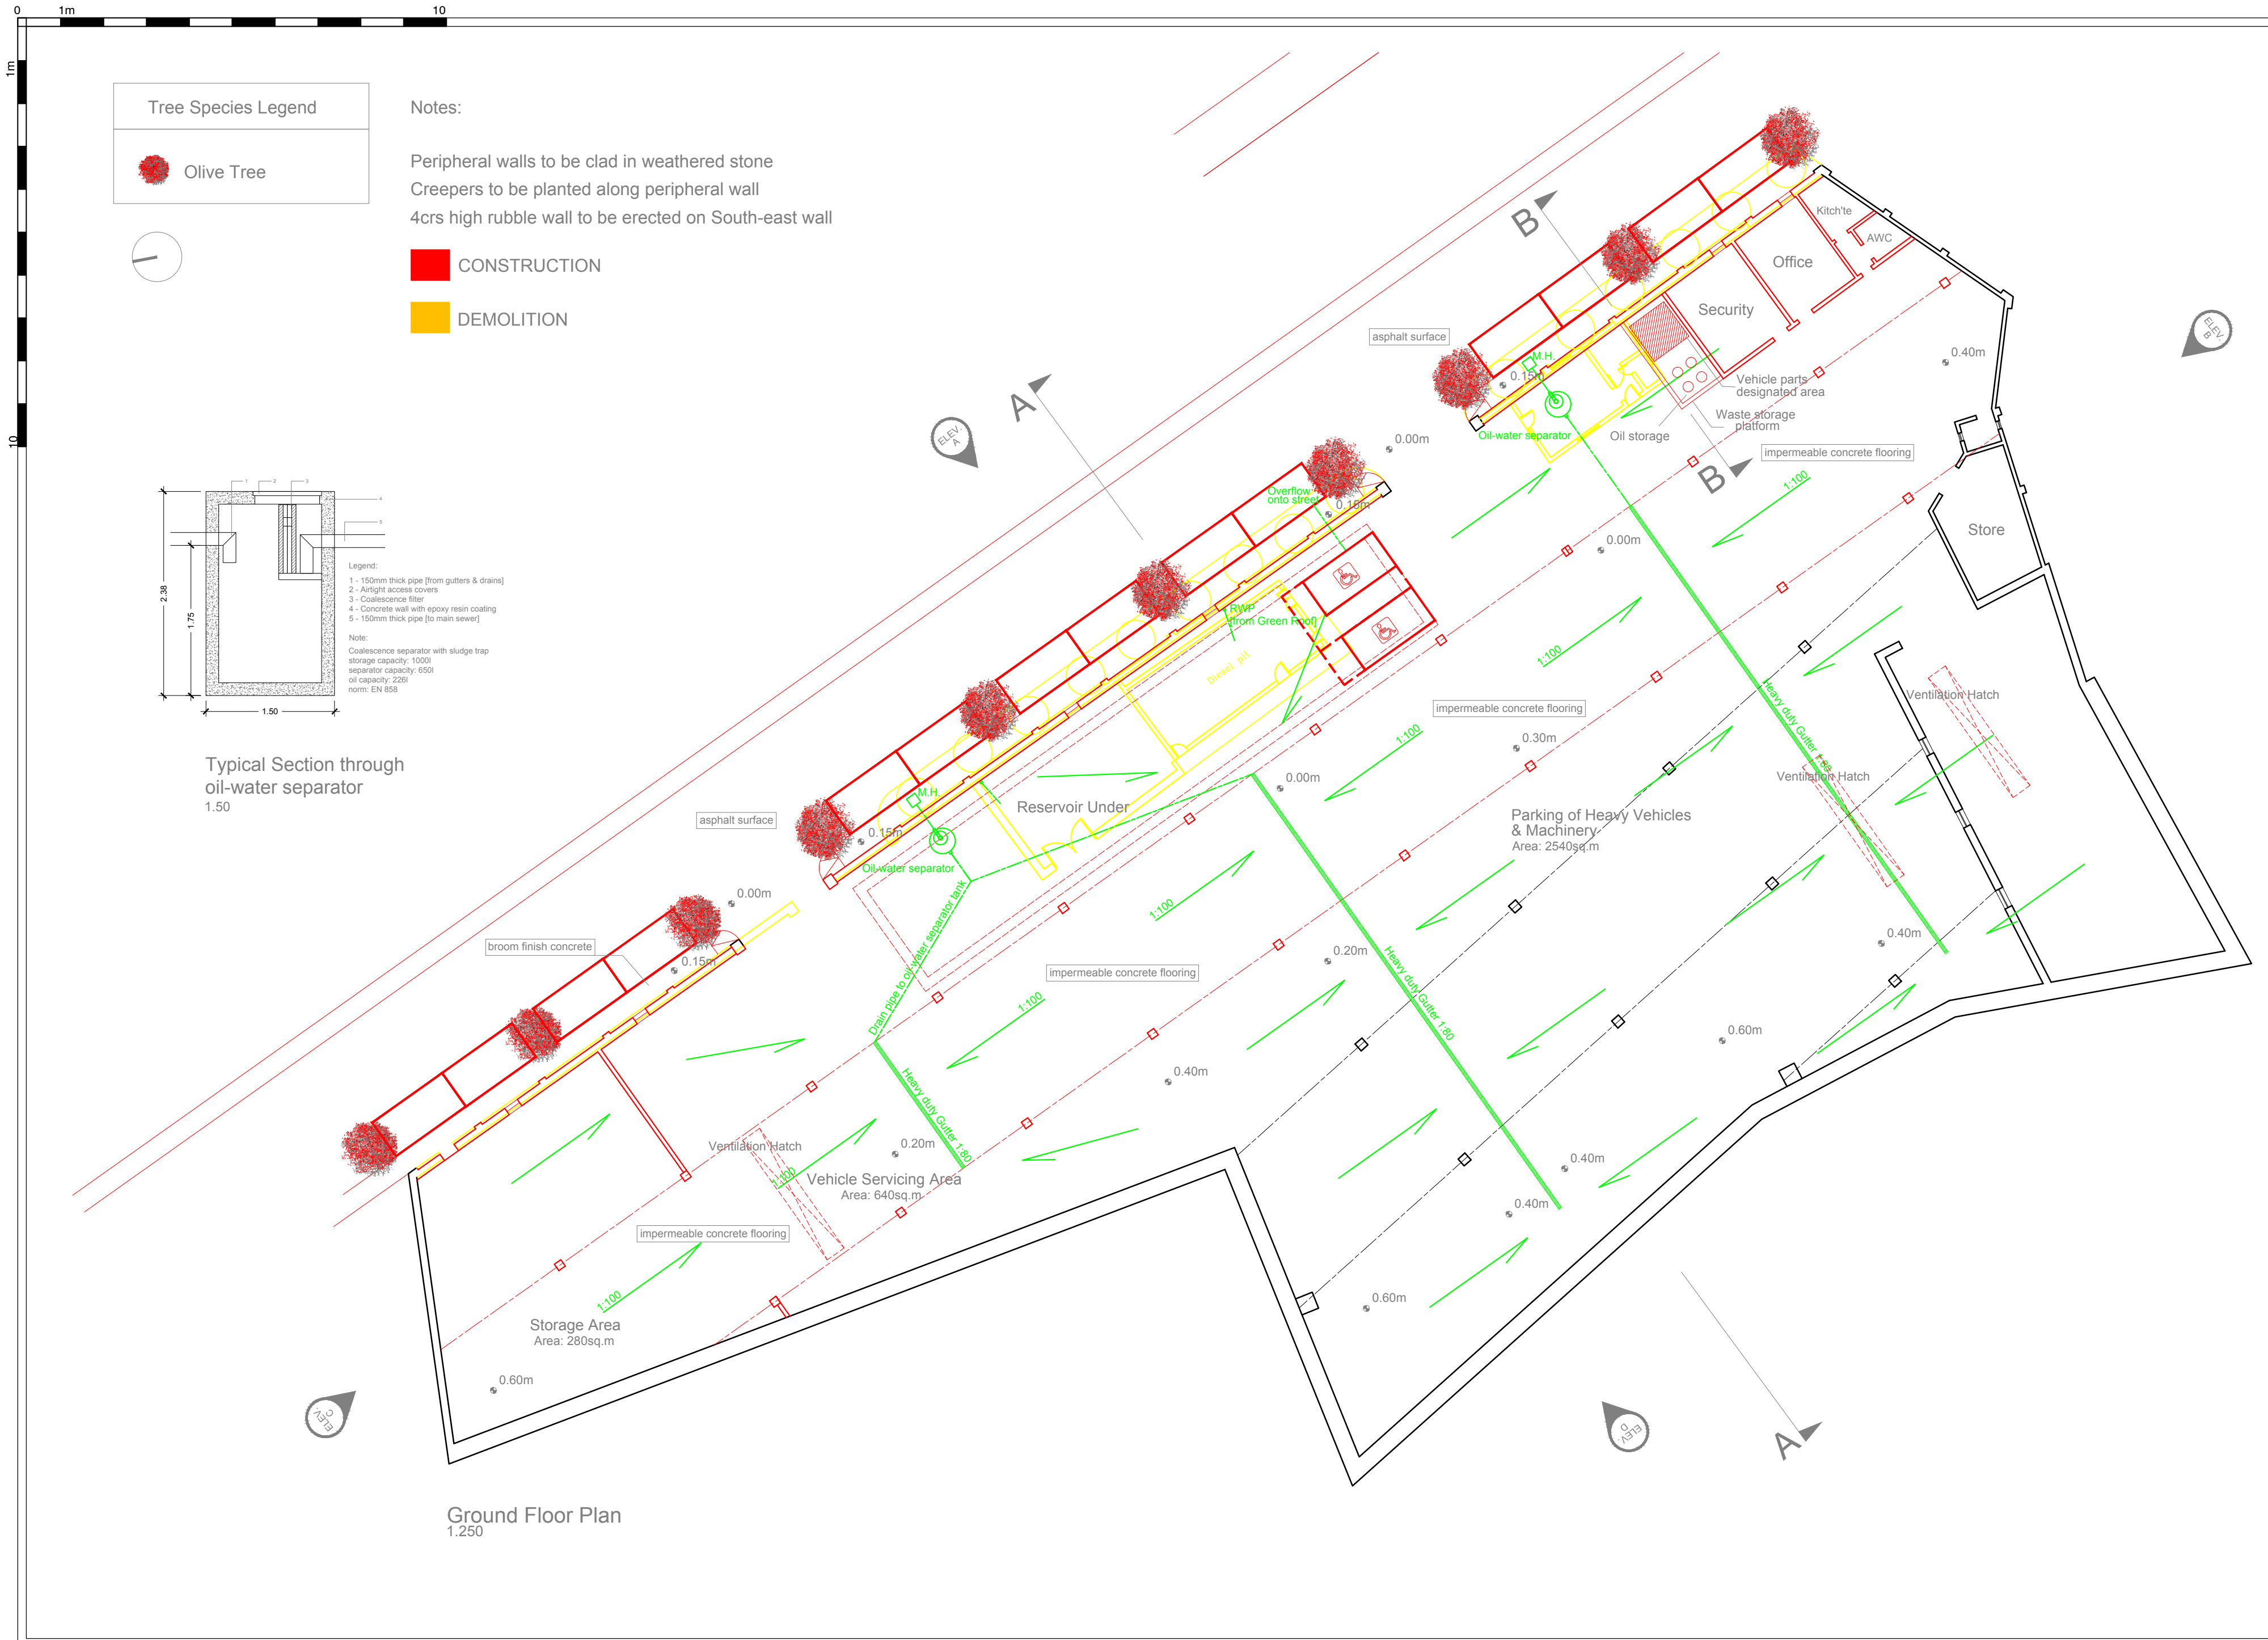 0
1m
10
1m
10
Tree Species Legend
Olive Tree
Notes:
Peripheral walls to be clad in weathered stone
Creepers to be planted along peripheral wall
4crs high rubble wall to be erected on South-east wall
CONSTRUCTION
DEMOLITION
1
2
3
4
5
2.38
1.75
1.50
Legend:
1 - 150mm thick pipe [from gutters & drains]
2 - Airtight access covers
3 - Coalescence filter
4 - Concrete wall with epoxy resin coating
5 - 150mm thick pipe [to main sewer]
Note:
Coalescence separator with sludge trap
storage capacity: 1000l
separator capacity: 650l
oil capacity: 226l
norm: EN 858
Typical Section through
oil-water separator
1.50
Kitch'te
AWC
Office
Security
B
asphalt surface
M.H.
0.15m
Oil-water separator
Vehicle parts
designated area
Waste storage
platform
Oil storage
B
0.40m
ELEV.
B
impermeable concrete flooring
1:100
Store
A
ELEV.
A
0.00m
Overflow
onto street
0.15m
0.00m
RWP
[from Green Roof]
Diesel pit
1:100
Heavy duty Gutter 1:80
Ventilation Hatch
Ventilation Hatch
impermeable concrete flooring
1:100
0.30m
0.00m
Reservoir Under
Parking of Heavy Vehicles
& Machinery
Area: 2540sq.m
M.H.
asphalt surface
0.15m
Oil-water separator
Drain pipe to oil-water separator tank
1:100
0.00m
broom finish concrete
0.15m
impermeable concrete flooring
1:100
0.20m
Heavy duty Gutter 1:80
0.40m
0.60m
0.40m
Heavy duty Gutter 1:80
0.20m
Ventilation Hatch
1:100
Vehicle Servicing Area
Area: 640sq.m
0.40m
0.40m
impermeable concrete flooring
1:100
0.60m
Storage Area
Area: 280sq.m
0.60m
ELEV.
C
ELEV.
D
A
Ground Floor Plan
1.250